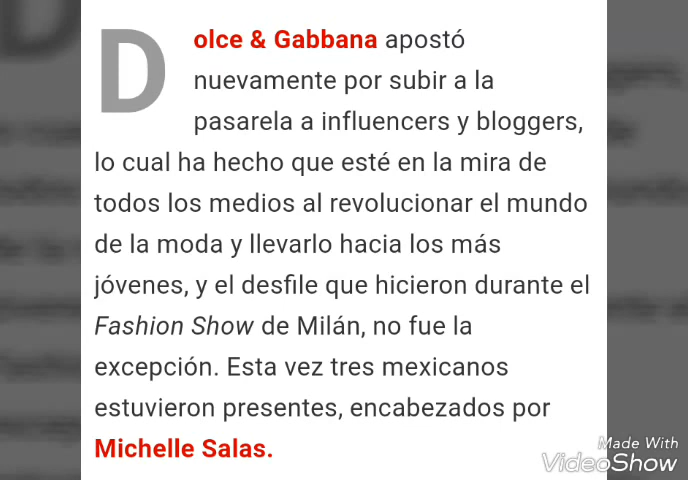 Dolce & Gabbana apostó
nuevamente por subir a la
pasarela a influencers y bloggers,
lo cual ha hecho que esté en la mira de
todos los medios al revolucionar el mundo
de la moda y llevarlo hacia los más
jóvenes, y el desfile que hicieron durante el
Fashion Show de Milán, no fue la
excepción. Esta vez tres mexicanos
estuvieron presentes, encabezados por
Michelle Salas.
Made With
VideoShow